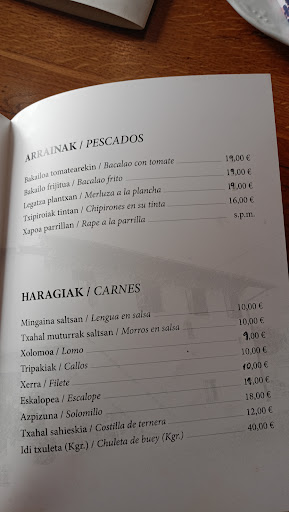 ARRAINAK / PESCADOS
Bakailoa tomatearekin / Bacalao con tomate 19,00 €
Bakailo frijitua / Bacalao frito 19,00 €
Legatza plantxan / Merluza a la plancha 19,00 €
Txipiroiak tintan / Chipirones en su tinta 16,00 €
Xapoa parrillan / Rape a la parrilla s.p.m.
HARAGIAK / CARNES
Mingaina saltsan / Lengua en salsa 10,00 €
Txahal muturrak saltsan / Morros en salsa 10,00 €
Xolomoa / Lomo 9,00 €
Tripakiak / Callos 10,00 €
Xerra / Filete 10,00 €
Eskalopea / Escalope 11,00 €
Azpizuna / Solomillo 18,00 €
Txahal sahieskia / Costilla de ternera 12,00 €
Idi txuleta (Kgr.) / Chuleta de buey (Kgr.) 40,00 €